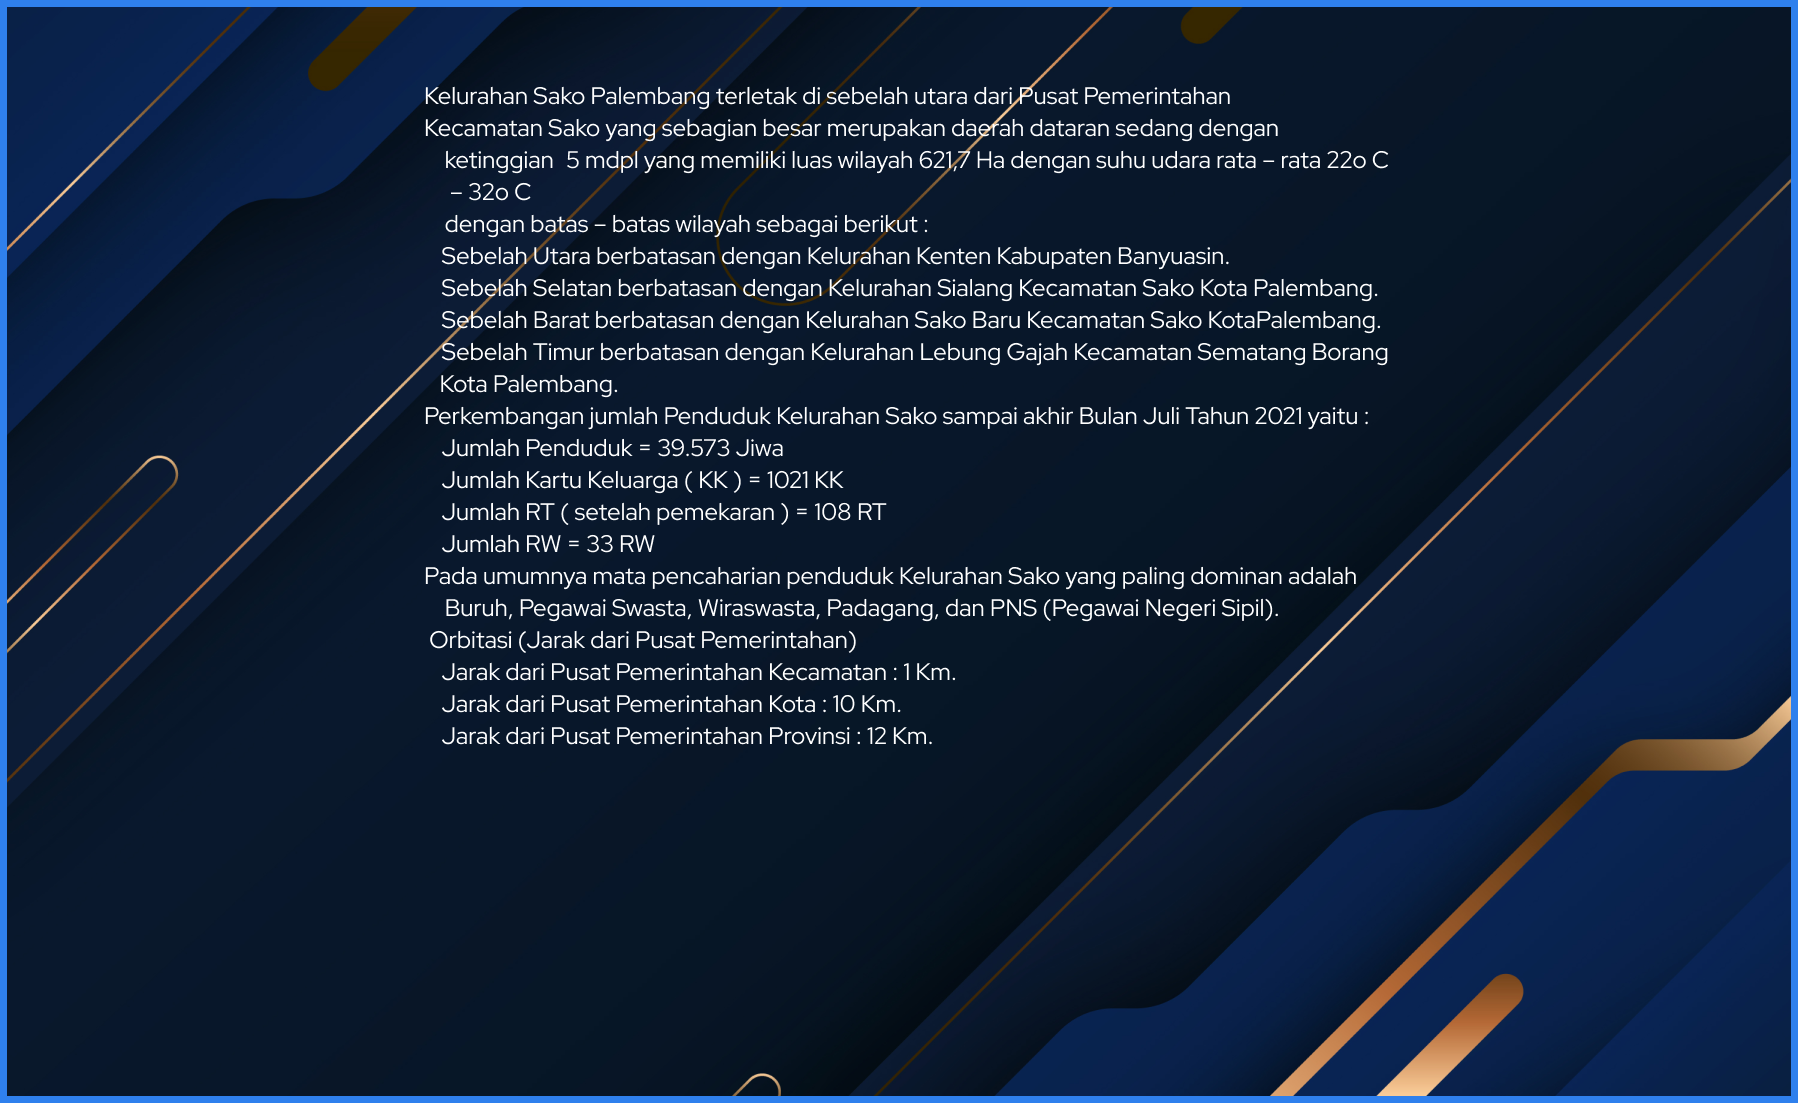 Kelurahan Sako Palembang terletak di sebelah utara dari Pusat Pemerintahan
Kecamatan Sako yang sebagian besar merupakan daerah dataran sedang dengan
ketinggian  5 mdpl yang memiliki luas wilayah 621,7 Ha dengan suhu udara rata – rata 22o C
– 32o C
dengan batas – batas wilayah sebagai berikut :
Sebelah Utara berbatasan dengan Kelurahan Kenten Kabupaten Banyuasin.
Sebelah Selatan berbatasan dengan Kelurahan Sialang Kecamatan Sako Kota Palembang.
Sebelah Barat berbatasan dengan Kelurahan Sako Baru Kecamatan Sako KotaPalembang.
Sebelah Timur berbatasan dengan Kelurahan Lebung Gajah Kecamatan Sematang Borang
Kota Palembang.
Perkembangan jumlah Penduduk Kelurahan Sako sampai akhir Bulan Juli Tahun 2021 yaitu :
Jumlah Penduduk = 39.573 Jiwa
Jumlah Kartu Keluarga ( KK ) = 1021 KK
Jumlah RT ( setelah pemekaran ) = 108 RT
Jumlah RW = 33 RW
Pada umumnya mata pencaharian penduduk Kelurahan Sako yang paling dominan adalah
Buruh, Pegawai Swasta, Wiraswasta, Padagang, dan PNS (Pegawai Negeri Sipil).
Orbitasi (Jarak dari Pusat Pemerintahan)
Jarak dari Pusat Pemerintahan Kecamatan : 1 Km.
Jarak dari Pusat Pemerintahan Kota : 10 Km.
Jarak dari Pusat Pemerintahan Provinsi : 12 Km.